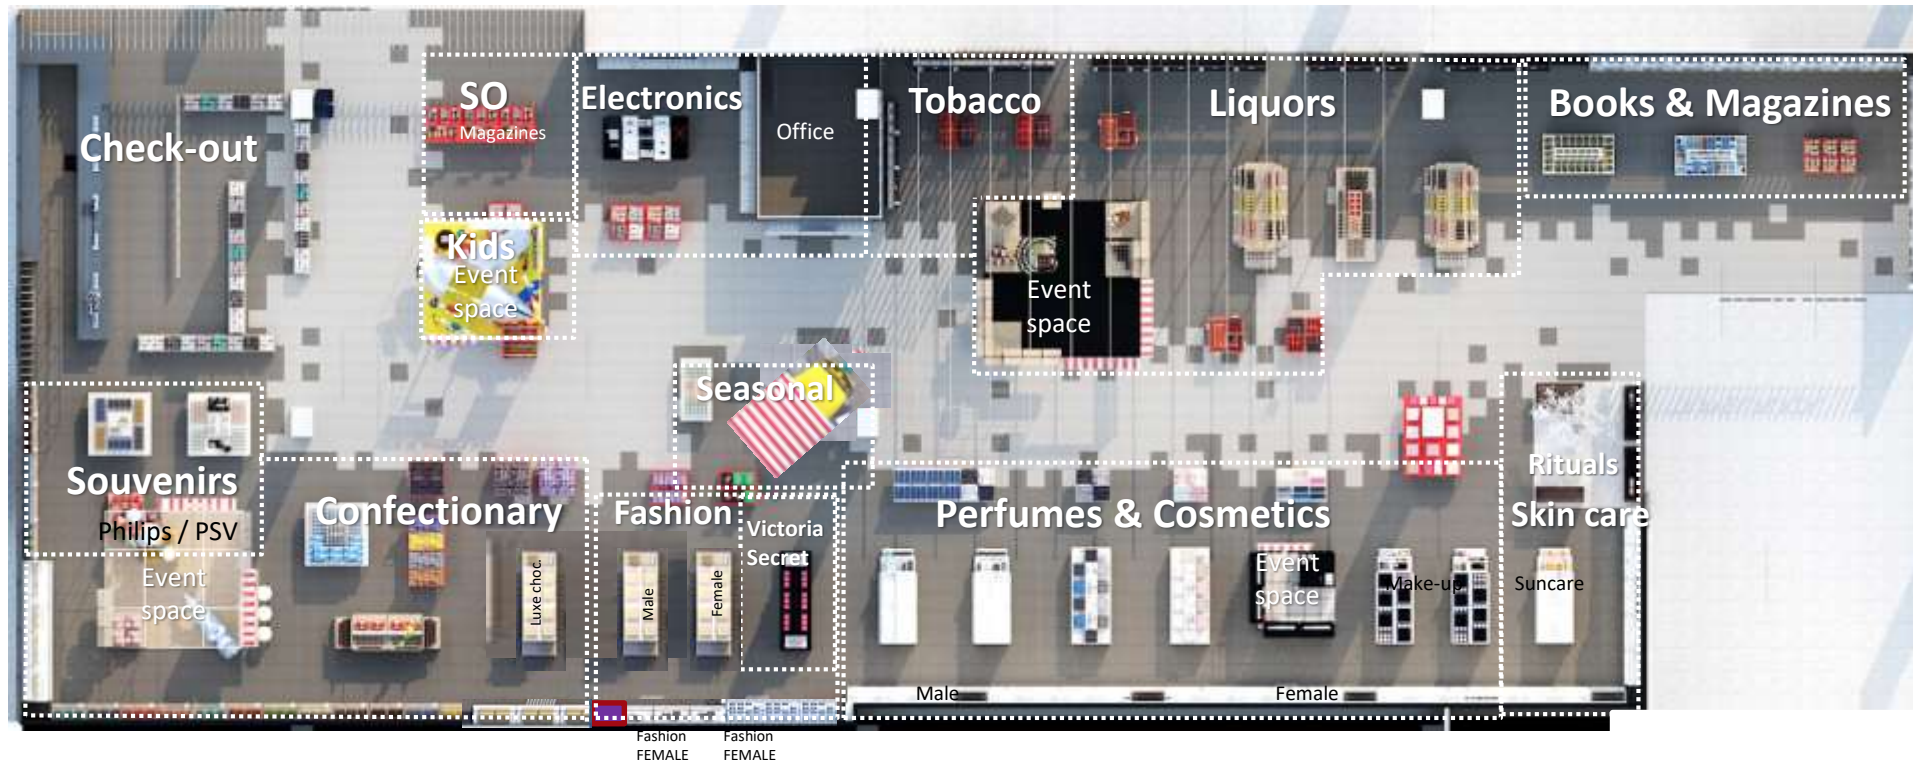 Check-out
SO
Magazines
Electronics
Office
Tobacco
Liquors
Books & Magazines
Kids
Event
space
Event
space
Seasonal
Souvenirs
Philips / PSV
Event
space
Confectionary
Luxe choc.
Fashion
Male
Female
Victoria
Secret
Perfumes & Cosmetics
Event
space
Make-up
Male
Female
Rituals
Skin care
Suncare
Fashion
FEMALE
Fashion
FEMALE